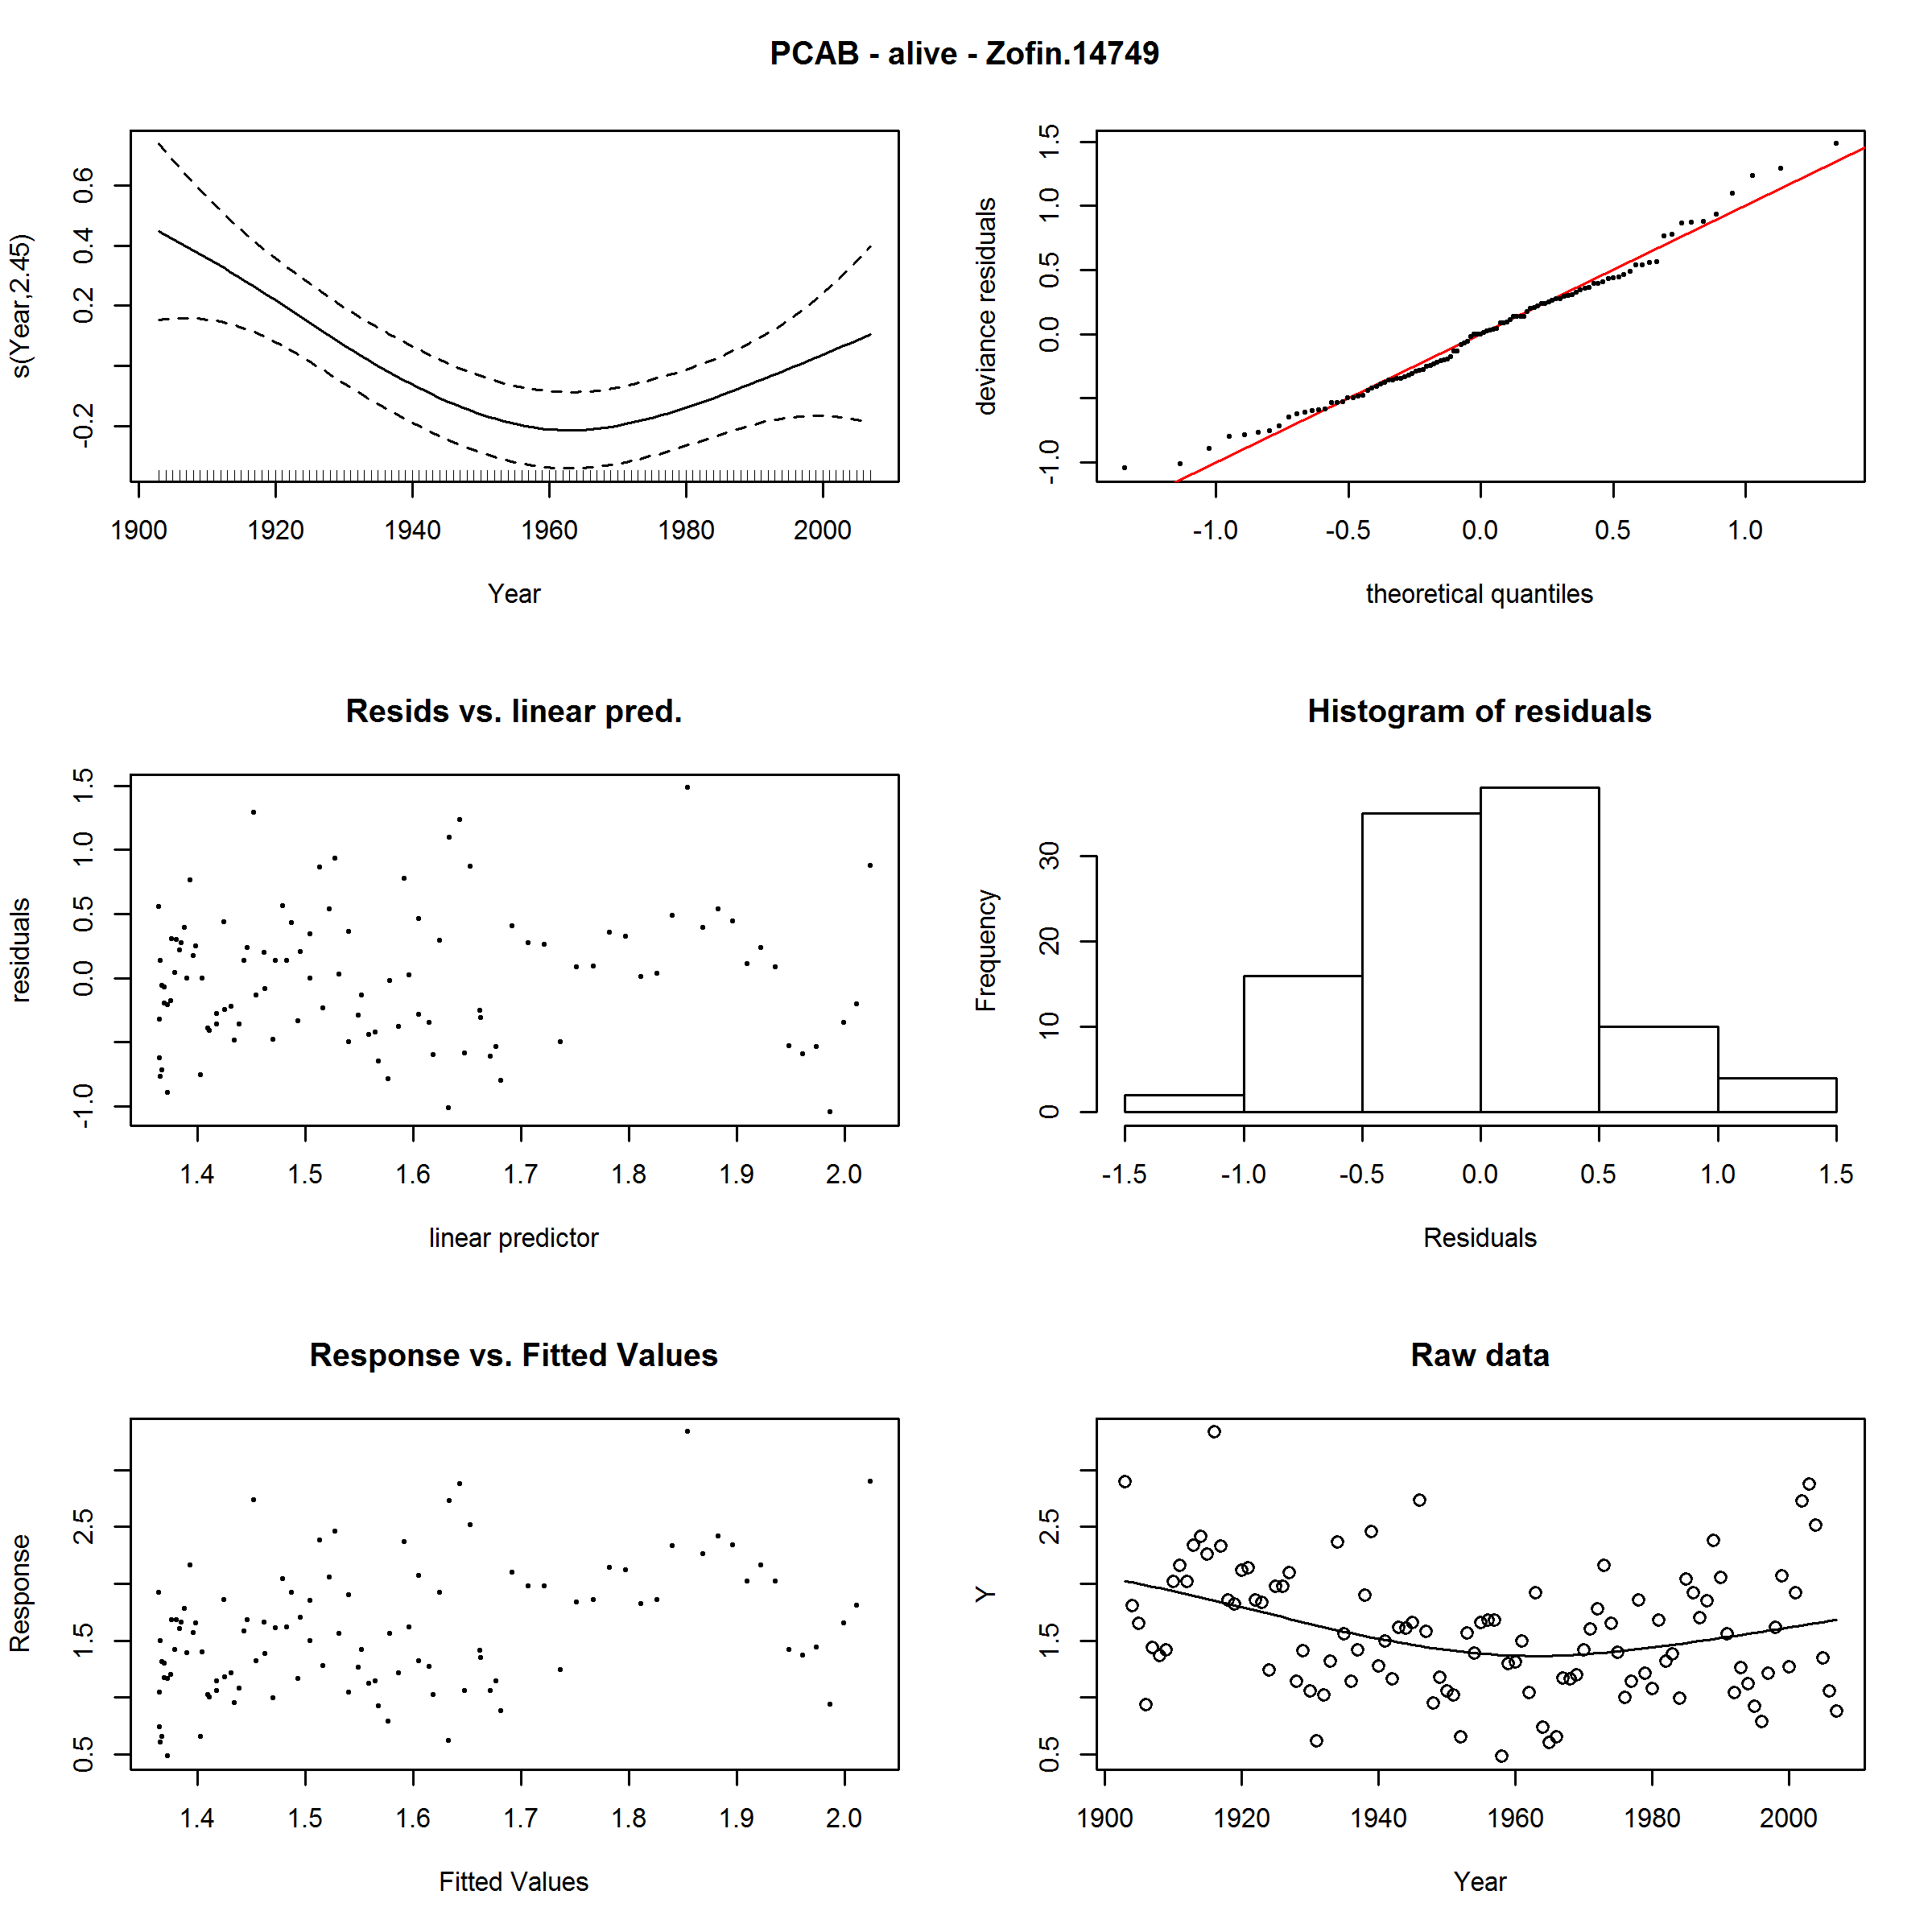 PCAB - alive - Zofin.14749
s(Year,2.45)
-0.2 0.2 0.4 0.6
1900 1920 1940 1960 1980 2000
Year
deviance residuals
-1.0 0.0 0.5 1.0 1.5
-1.0 -0.5 0.0 0.5 1.0
theoretical quantiles
Resids vs. linear pred.
residuals
-1.0 0.0 0.5 1.0 1.5
1.4 1.5 1.6 1.7 1.8 1.9 2.0
linear predictor
Histogram of residuals
Frequency
0 10 20 30
-1.5 -1.0 -0.5 0.0 0.5 1.0 1.5
Residuals
Response vs. Fitted Values
Response
0.5 1.5 2.5
1.4 1.5 1.6 1.7 1.8 1.9 2.0
Fitted Values
Raw data
Y
0.5 1.5 2.5
1900 1920 1940 1960 1980 2000
Year